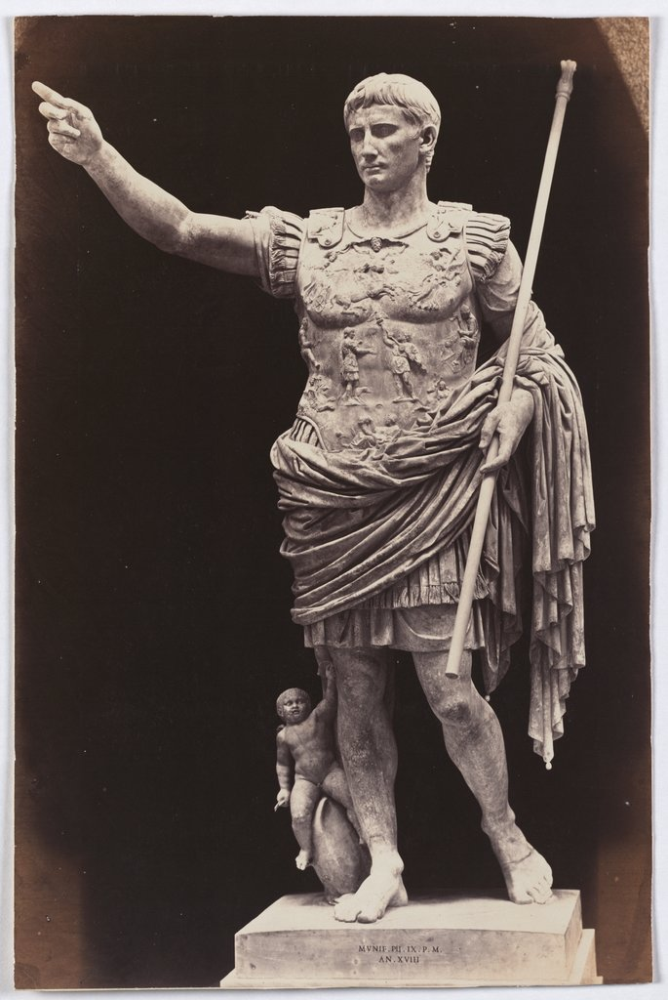 MVNIF. PII. IX. P. M.
AN. XVIII